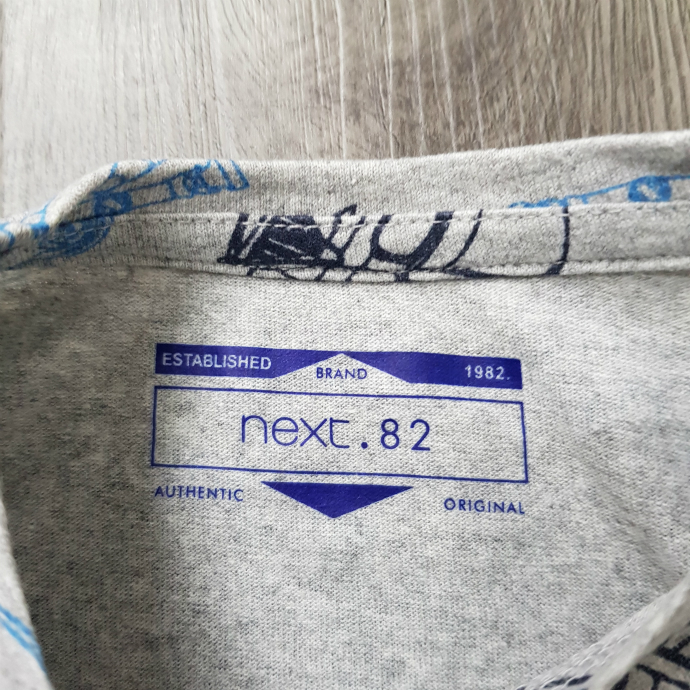 ESTABLISHED BRAND 1982.
next.82
AUTHENTIC ORIGINAL